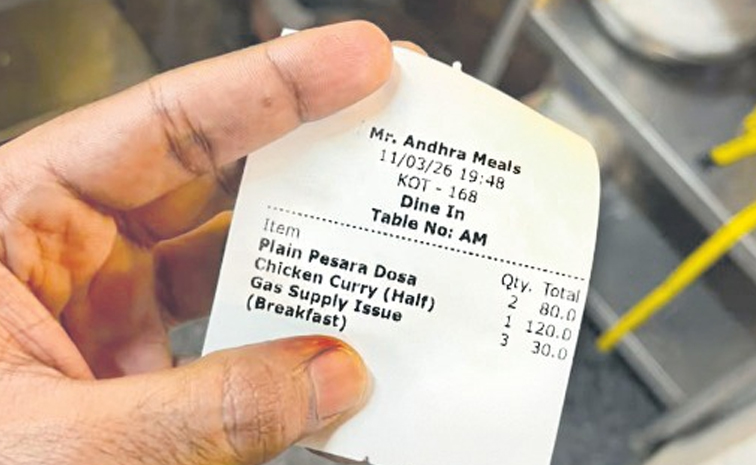 Mr. Andhra Meals
11/03/26 19:48
KOT - 168
Dine In
Table No: AM
Item Qty. Total
Plain Pesara Dosa 2 80.0
Chicken Curry (Half) 1 120.0
Gas Supply Issue 3 30.0
(Breakfast)